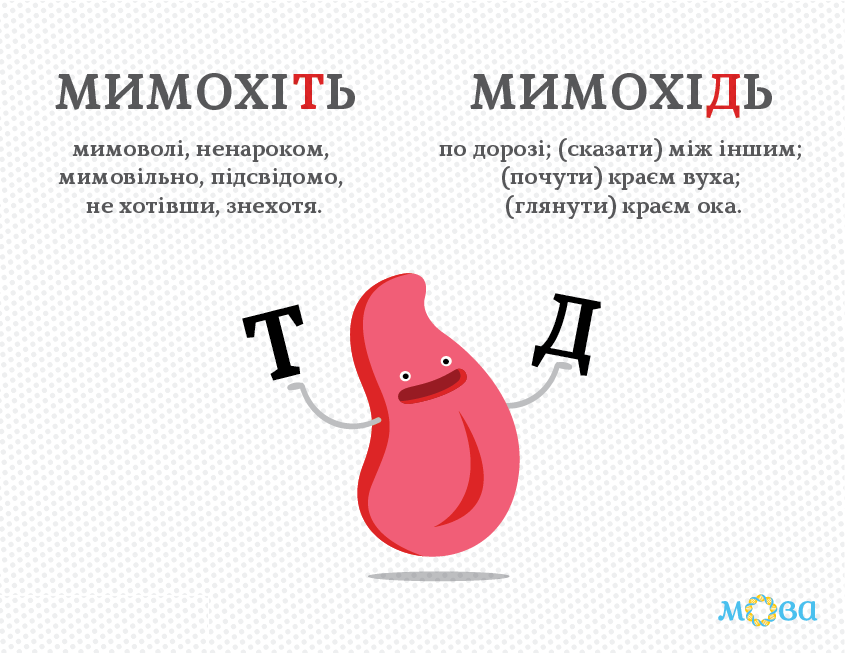 МИМОХІТЬ
мимоволі, ненароком,
мимовільно, підсвідомо,
не хотівши, знехотя.
МИМОХІДЬ
по дорозі; (сказати) між іншим;
(почути) краєм вуха;
(глянути) краєм ока.
Т
Д
мова